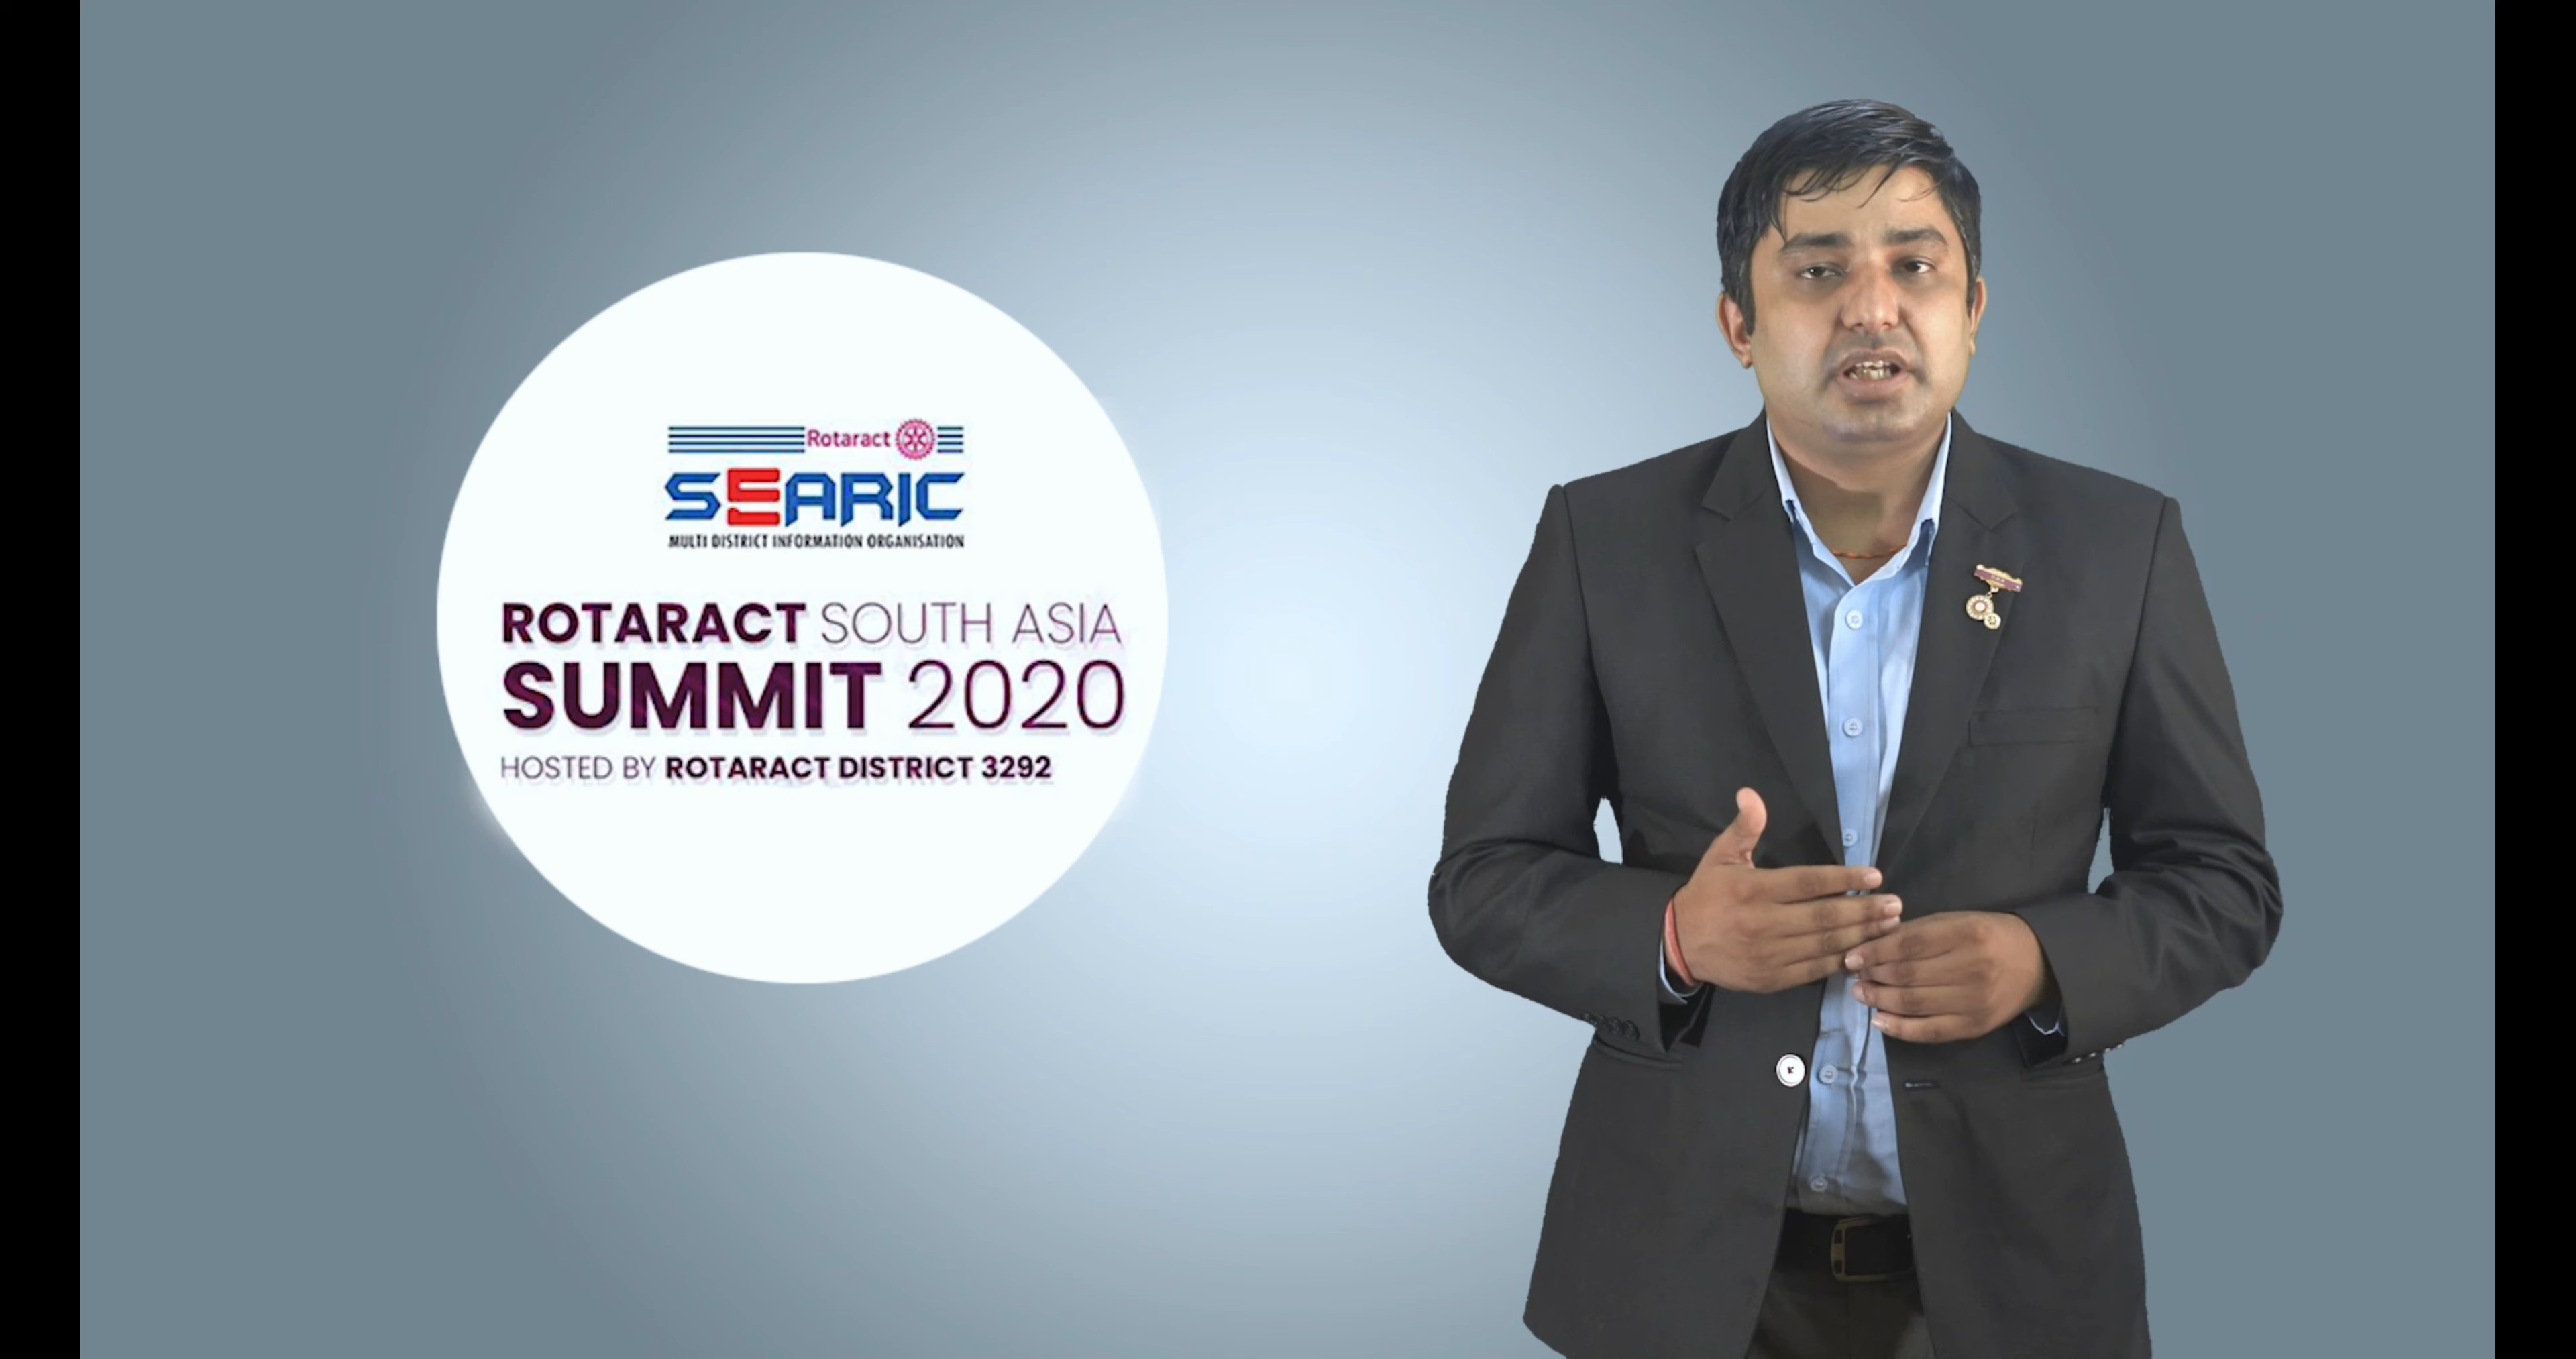 Rotaract
SEARIC
MULTI DISTRICT INFORMATION ORGANISATION
ROTARACT SOUTH ASIA
SUMMIT 2020
HOSTED BY ROTARACT DISTRICT 3292